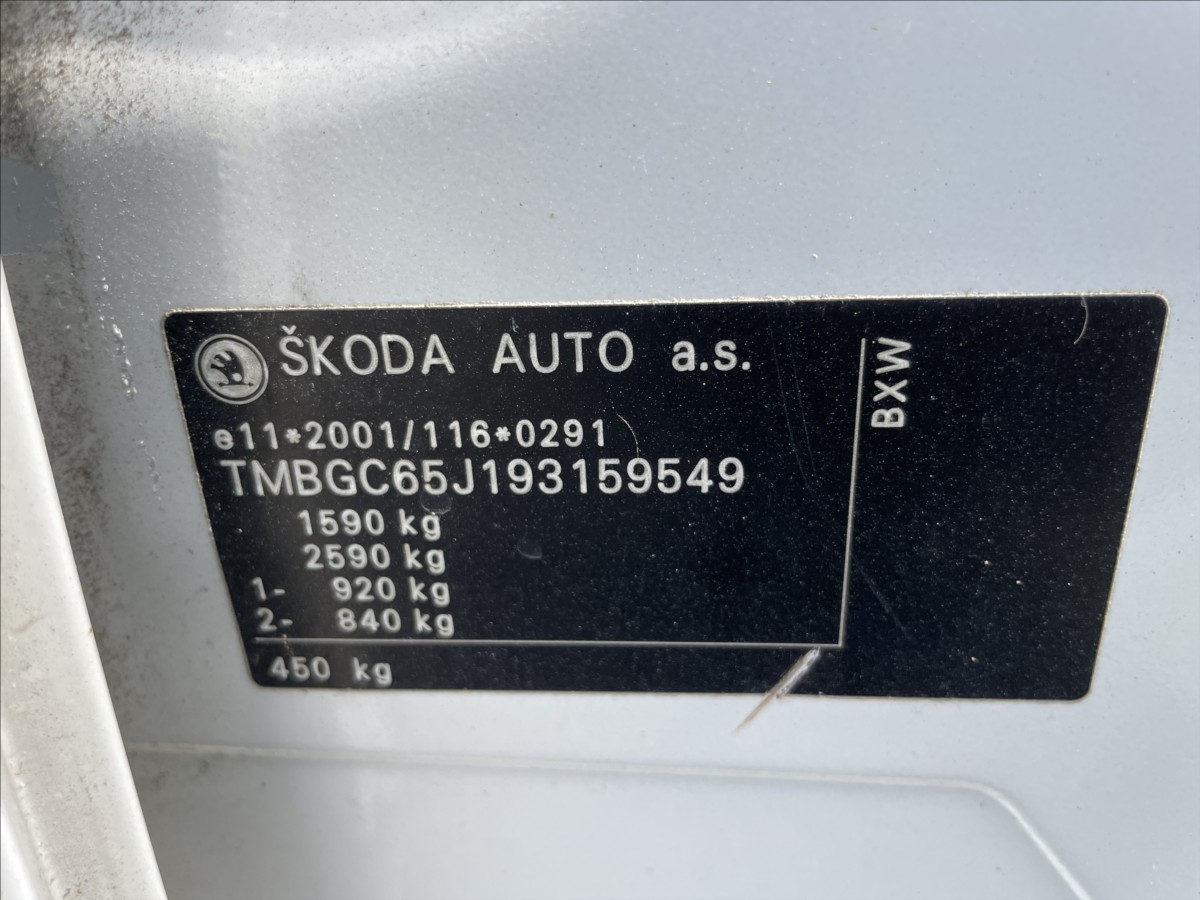 ŠKODA AUTO a.s.
e11*2001/116*0291
TMBGC65J193159549
1590 kg
2590 kg
1- 920 kg
2- 840 kg
450 kg
BXW